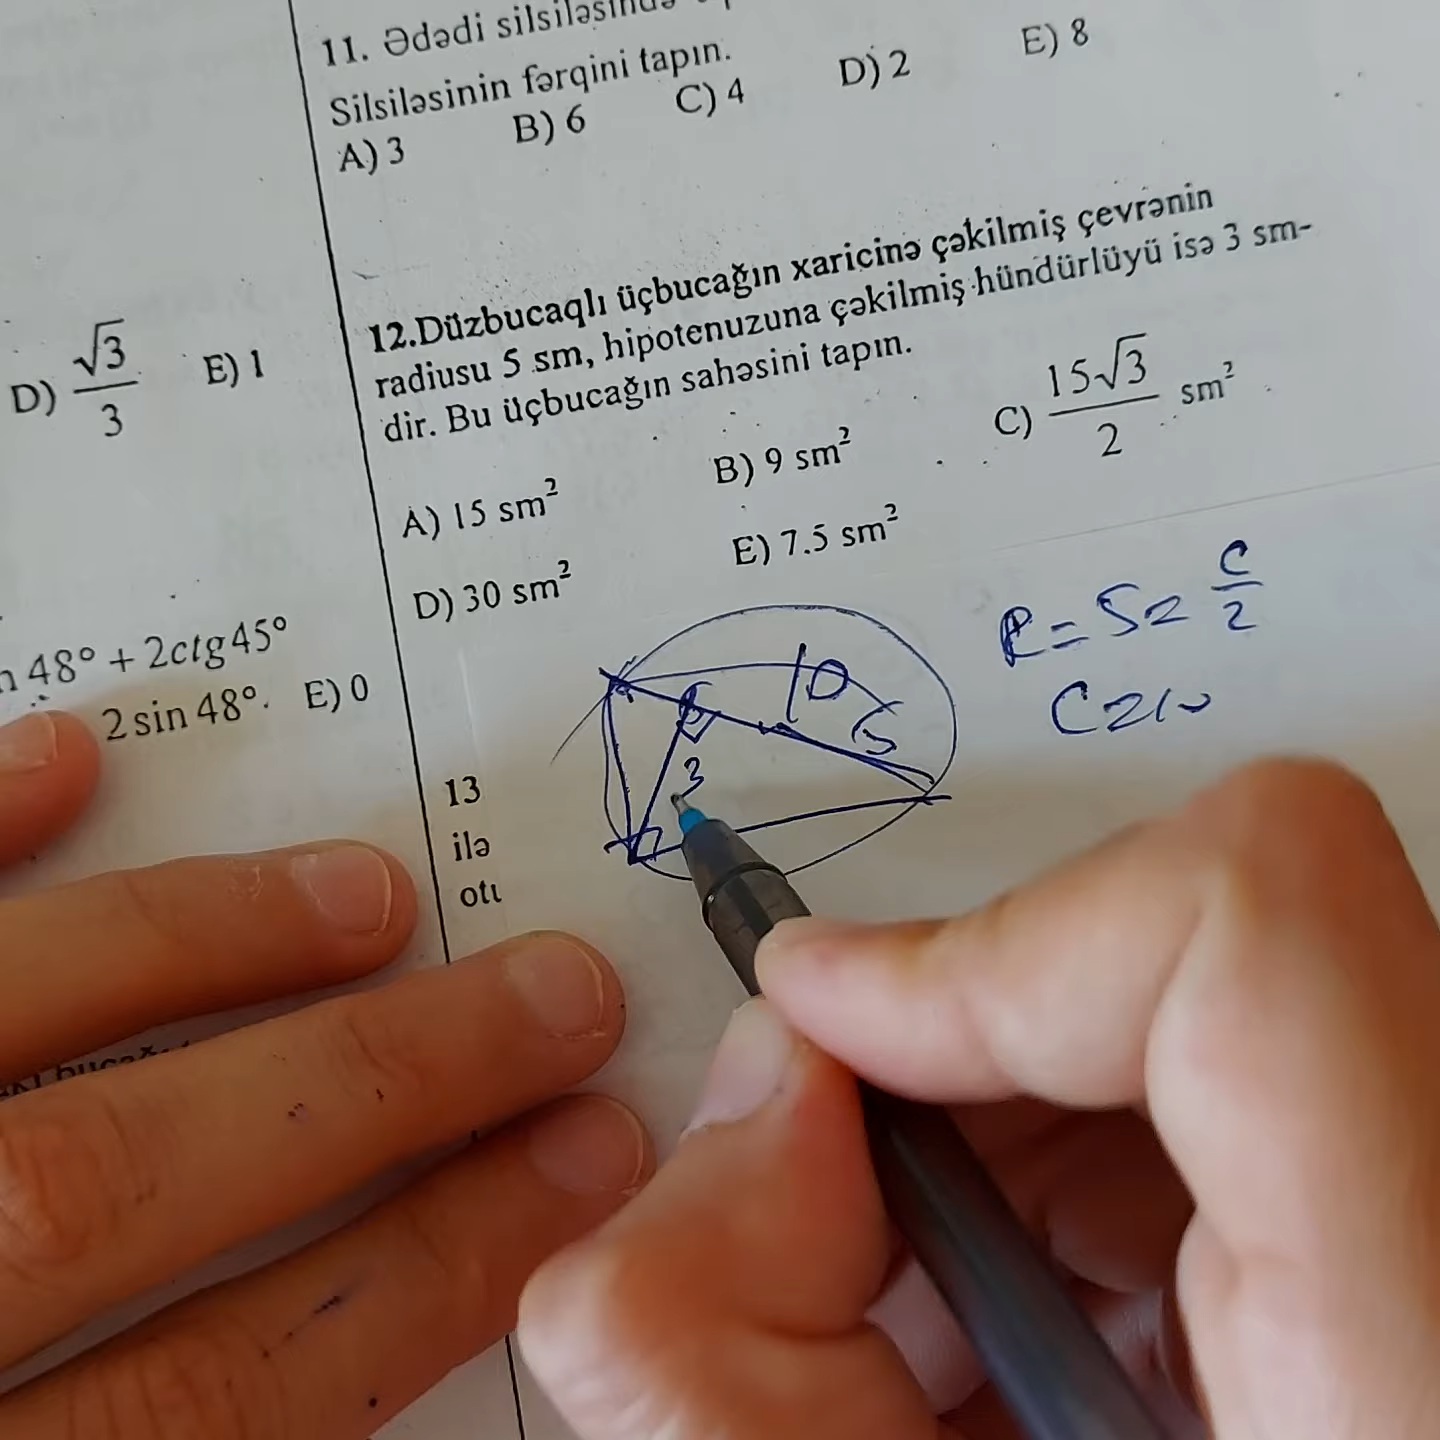 11. Ədədi silsiləsində
Silsiləsinin fərqini tapın.
A) 3 B) 6 C) 4 D) 2 E) 8
D) √3/3 E) 1
12.Düzbucaqlı üçbucağın xaricinə çəkilmiş çevrənin
radiusu 5 sm, hipotenuzuna çəkilmiş hündürlüyü isə 3 sm-
dir. Bu üçbucağın sahəsini tapın.
A) 15 sm² B) 9 sm² C) 15√3/2 sm²
D) 30 sm² E) 7.5 sm²
48° + 2ctg45°
2 sin 48°. E) 0
R = 5 = c/2
C = 10
10
5
3
13
ilə